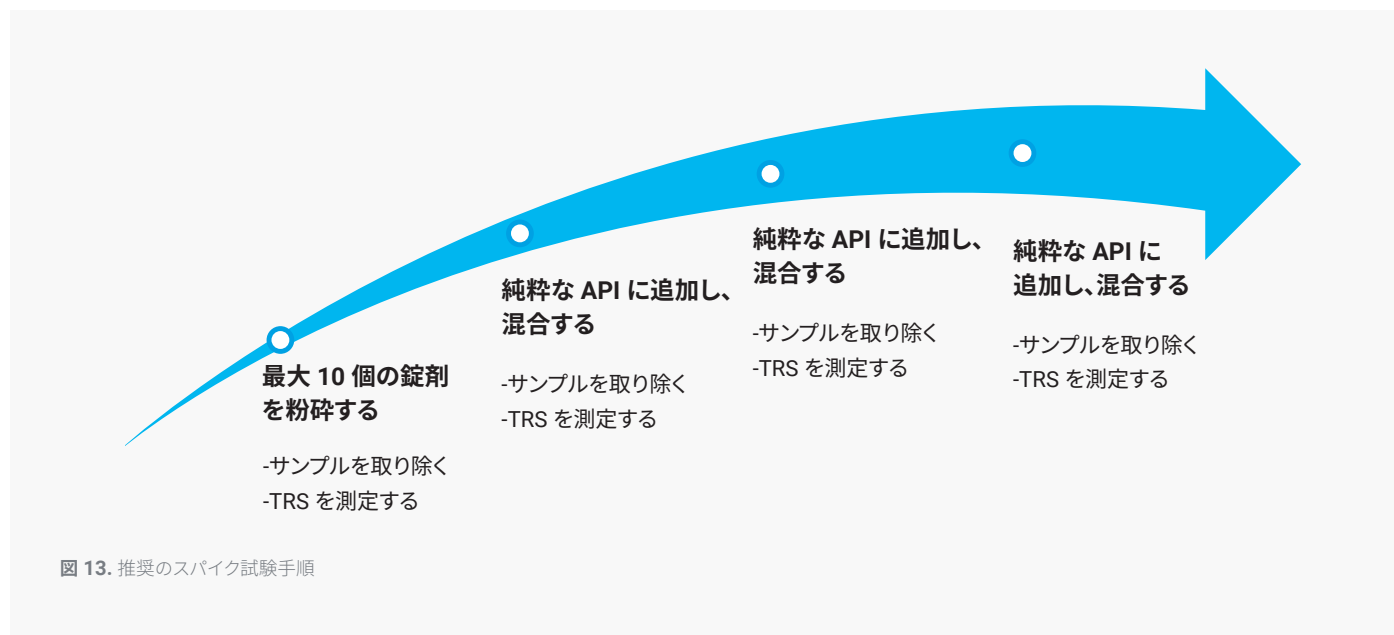 最大 10 個の錠剤
を粉砕する
-サンプルを取り除く
-TRS を測定する
純粋な API に追加し、
混合する
-サンプルを取り除く
-TRS を測定する
純粋な API に追加し、
混合する
-サンプルを取り除く
-TRS を測定する
純粋な API に
追加し、混合する
-サンプルを取り除く
-TRS を測定する
図 13. 推奨のスパイク試験手順